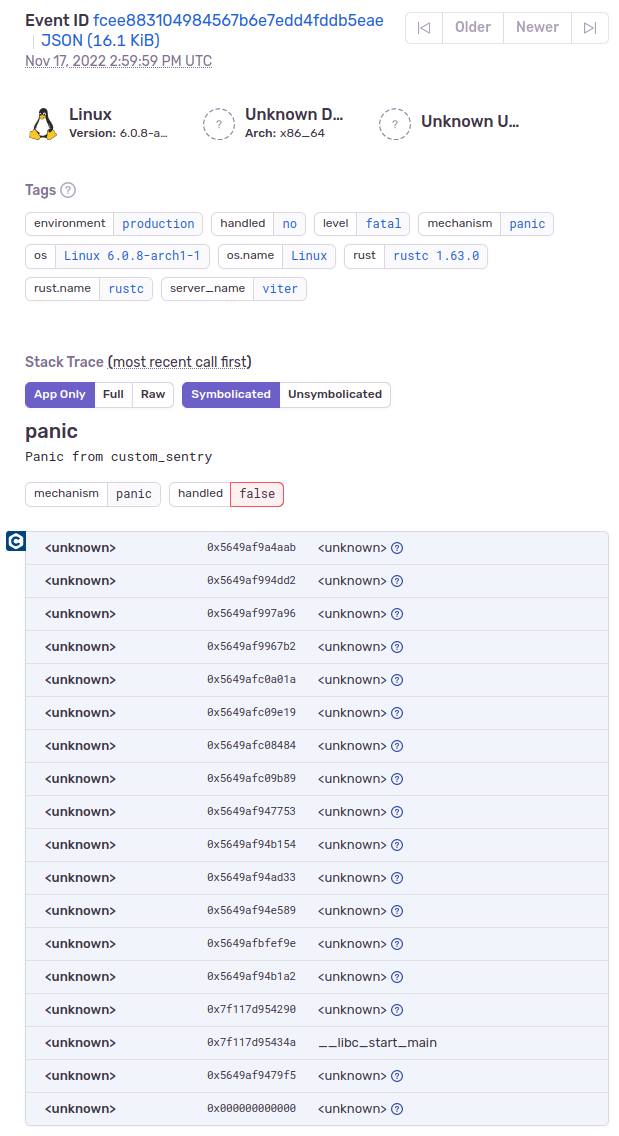 Event ID fcee883104984567b6e7edd4fddb5eae
| JSON (16.1 KiB)
Older Newer
Nov 17, 2022 2:59:59 PM UTC
Linux
Version: 6.0.8-a...
? Unknown D...
Arch: x86_64
? Unknown U...
Tags ?
environment production handled no level fatal mechanism panic
os Linux 6.0.8-arch1-1 os.name Linux rust rustc 1.63.0
rust.name rustc server_name viter
Stack Trace (most recent call first)
App Only Full Raw Symbolicated Unsymbolicated
panic
Panic from custom_sentry
mechanism panic handled false
C
<unknown> 0x5649af9a4aab <unknown> ?
<unknown> 0x5649af994dd2 <unknown> ?
<unknown> 0x5649af997a96 <unknown> ?
<unknown> 0x5649af9967b2 <unknown> ?
<unknown> 0x5649afc0a01a <unknown> ?
<unknown> 0x5649afc09e19 <unknown> ?
<unknown> 0x5649afc08484 <unknown> ?
<unknown> 0x5649afc09b89 <unknown> ?
<unknown> 0x5649af947753 <unknown> ?
<unknown> 0x5649af94b154 <unknown> ?
<unknown> 0x5649af94ad33 <unknown> ?
<unknown> 0x5649af94e589 <unknown> ?
<unknown> 0x5649afbfef9e <unknown> ?
<unknown> 0x5649af94b1a2 <unknown> ?
<unknown> 0x7f117d954290 <unknown> ?
<unknown> 0x7f117d95434a __libc_start_main
<unknown> 0x5649af9479f5 <unknown> ?
<unknown> 0x000000000000 <unknown> ?